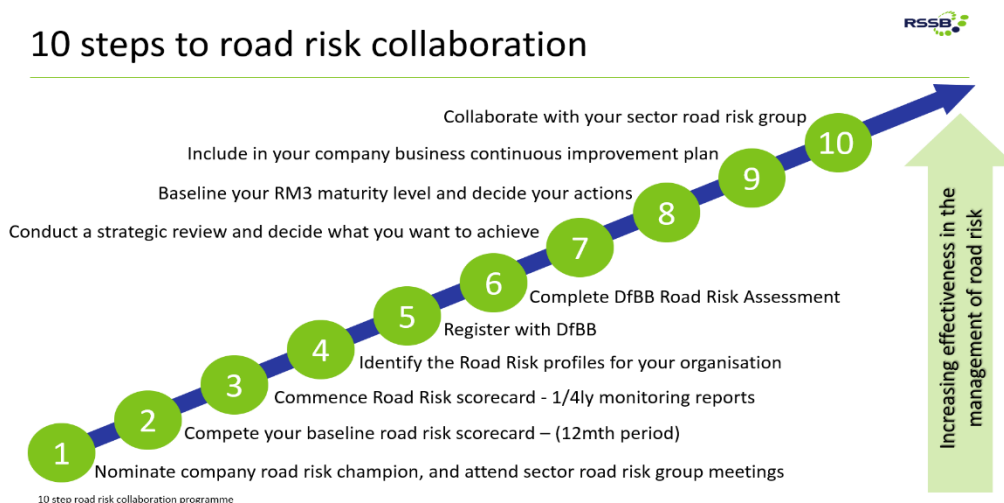 10 steps to road risk collaboration
RSSB
Collaborate with your sector road risk group
10
Include in your company business continuous improvement plan
9
Baseline your RM3 maturity level and decide your actions
8
Conduct a strategic review and decide what you want to achieve
7
6
Complete DfBB Road Risk Assessment
5
Register with DfBB
4
Identify the Road Risk profiles for your organisation
3
Commence Road Risk scorecard - 1/4ly monitoring reports
2
Compete your baseline road risk scorecard – (12mth period)
1
Nominate company road risk champion, and attend sector road risk group meetings
Increasing effectiveness in the
management of road risk
10 step road risk collaboration programme